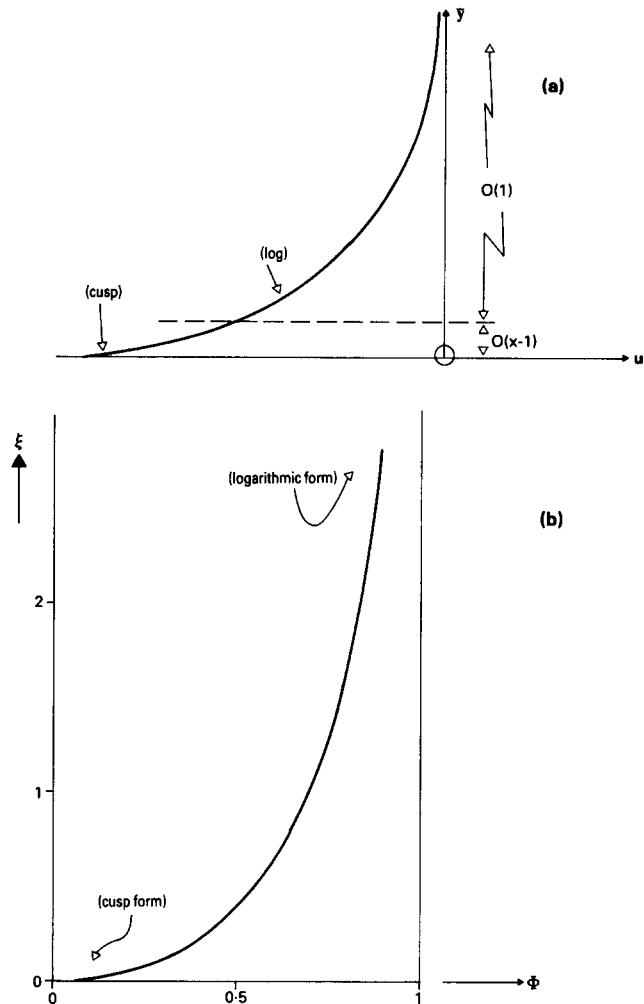 ȳ
(a)
O(1)
(log)
(cusp)
O(x-1)
u
ξ
(logarithmic form)
(b)
2
1
(cusp form)
0
0
0·5
1
Φ